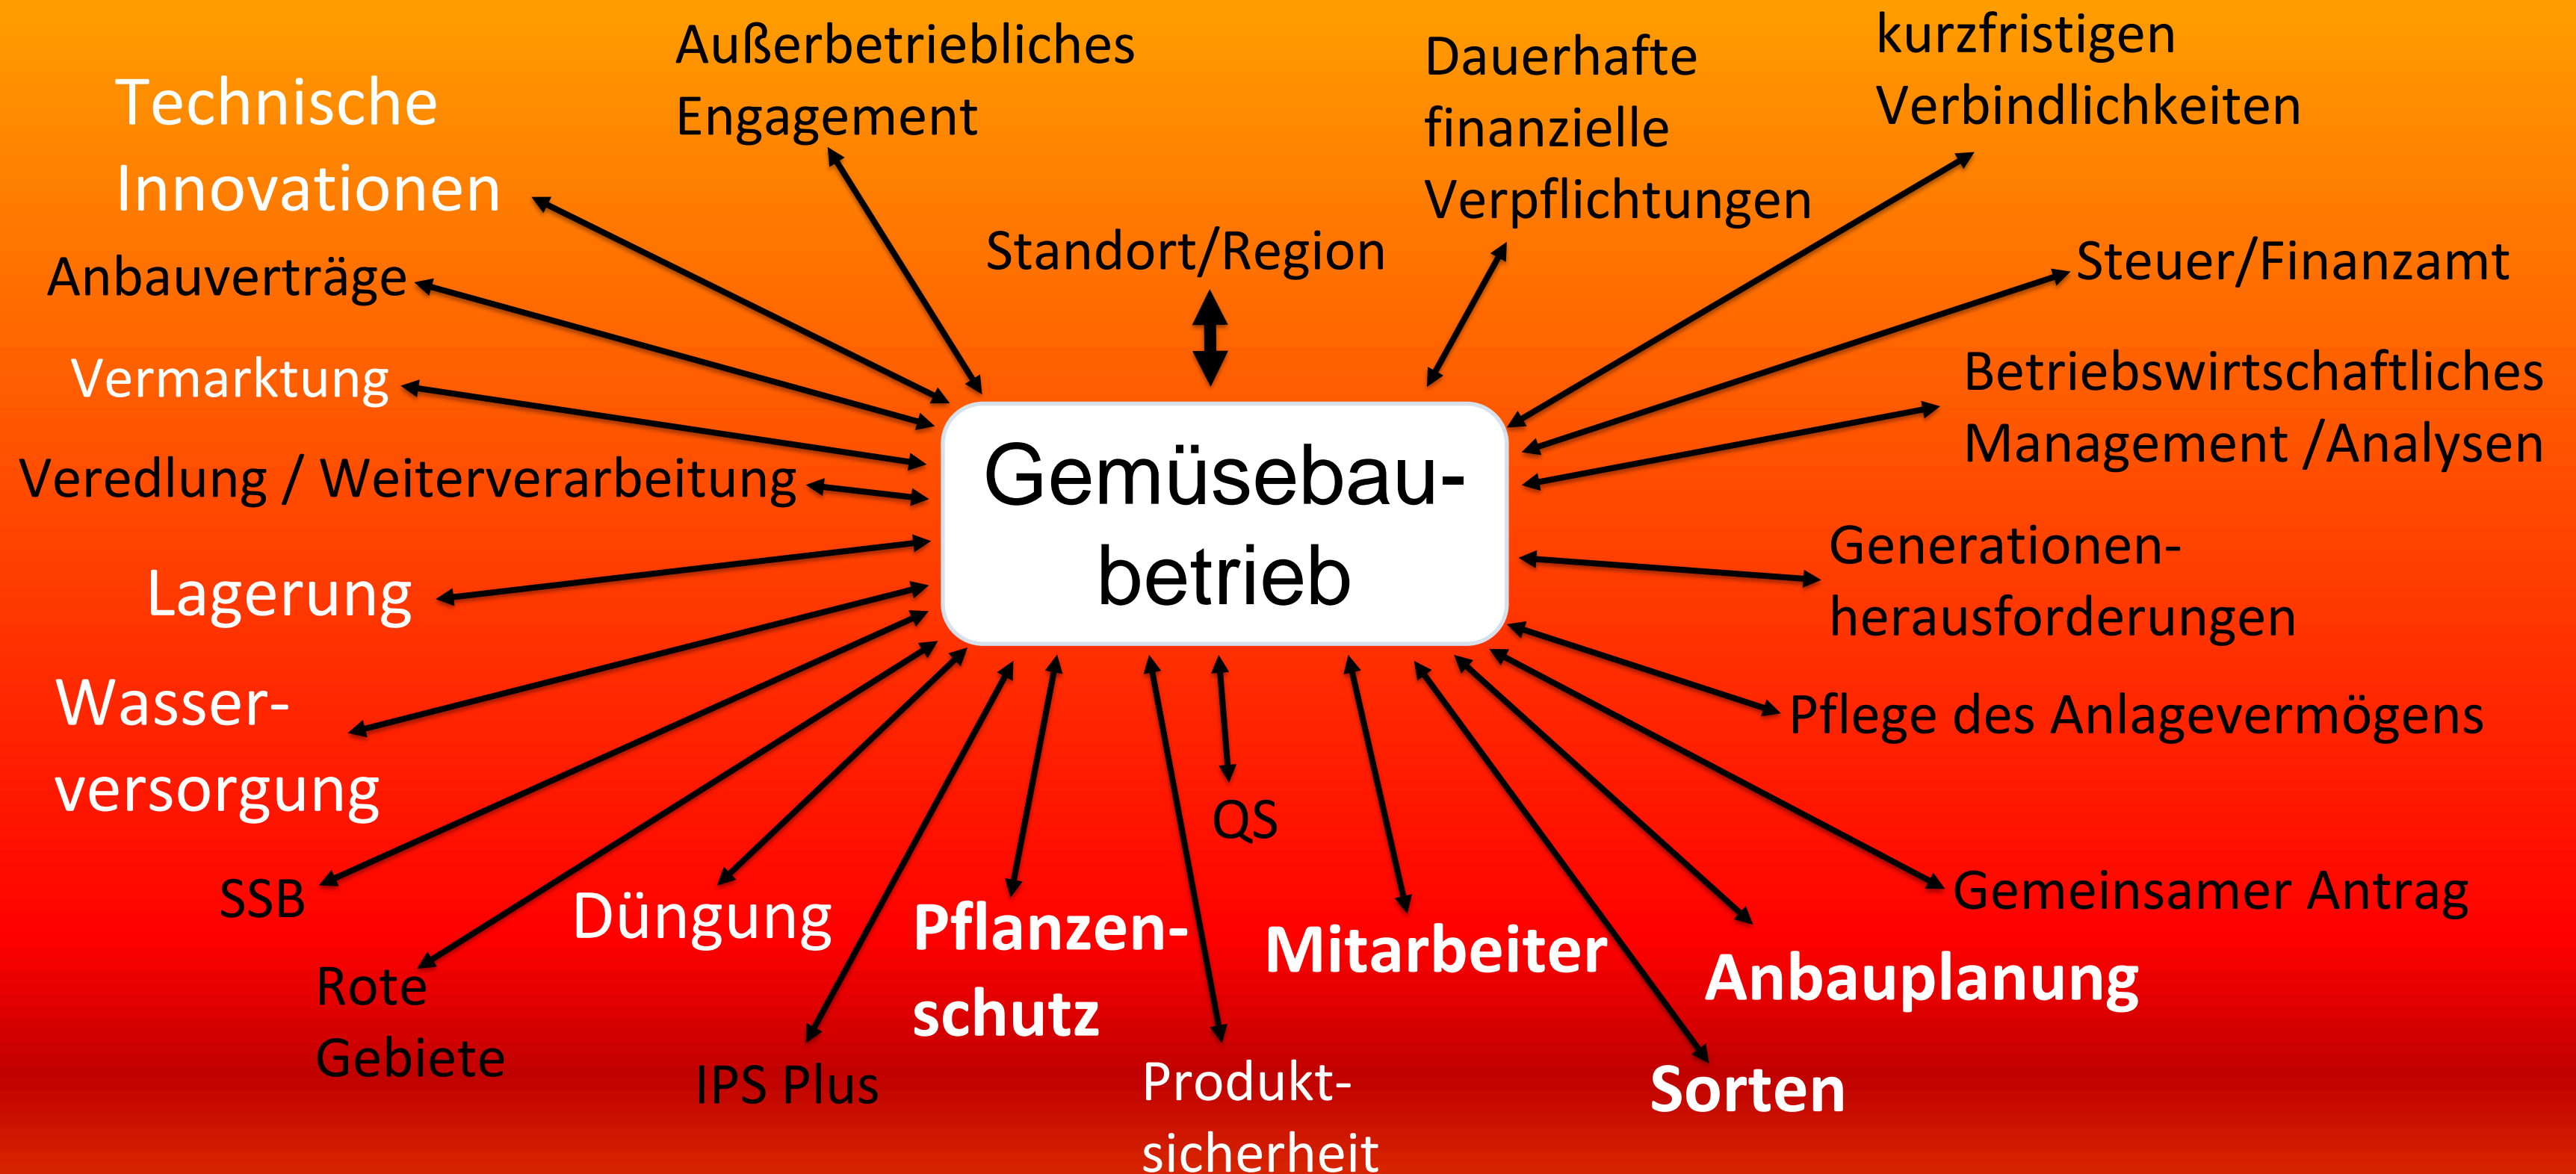 Außerbetriebliches
Engagement
Technische
Innovationen
Dauerhafte
finanzielle
Verpflichtungen
kurzfristigen
Verbindlichkeiten
Standort/Region
Anbauverträge
Steuer/Finanzamt
Vermarktung
Betriebswirtschaftliches
Management /Analysen
Veredlung / Weiterverarbeitung
Gemüsebau-
betrieb
Lagerung
Generationen-
herausforderungen
Wasser-
versorgung
Pflege des Anlagevermögens
QS
SSB
Gemeinsamer Antrag
Düngung
Pflanzen-
schutz
Mitarbeiter
Anbauplanung
Rote
Gebiete
IPS Plus
Produkt-
sicherheit
Sorten